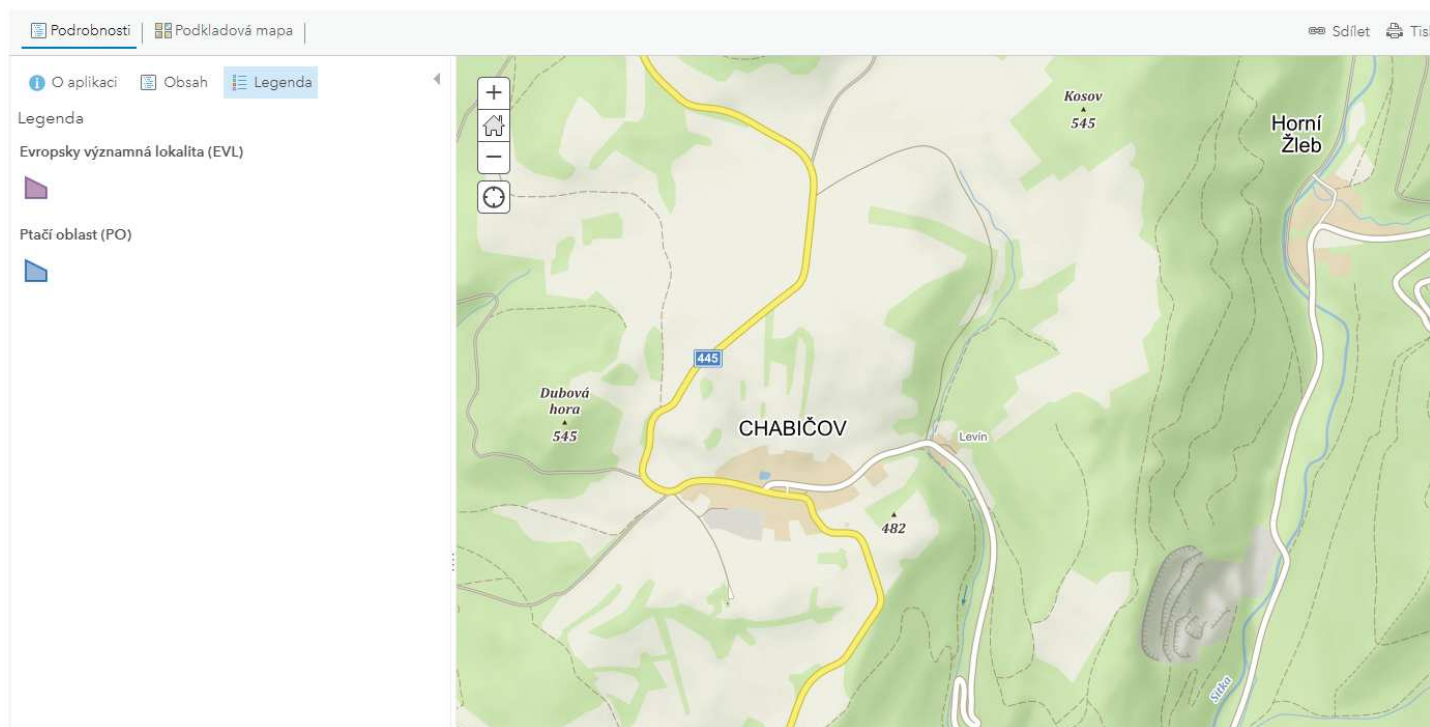 Podrobnosti
Podkladová mapa
Sdílet
O aplikaci
Obsah
Legenda
Legenda
Evropsky významná lokalita (EVL)
Ptačí oblast (PO)
Kosov
545
Horní
Žleb
445
Dubová
hora
545
CHABIČOV
Levín
482
Sitka